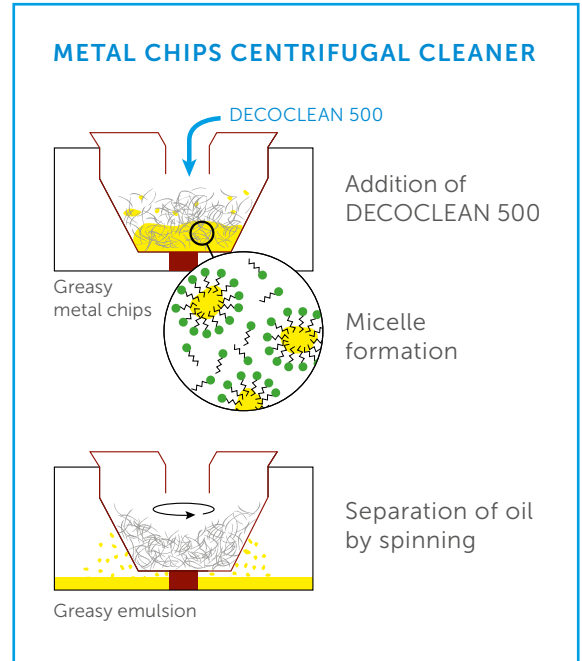 METAL CHIPS CENTRIFUGAL CLEANER
DECOCLEAN 500
Addition of
DECOCLEAN 500
Greasy
metal chips
Micelle
formation
Separation of oil
by spinning
Greasy emulsion